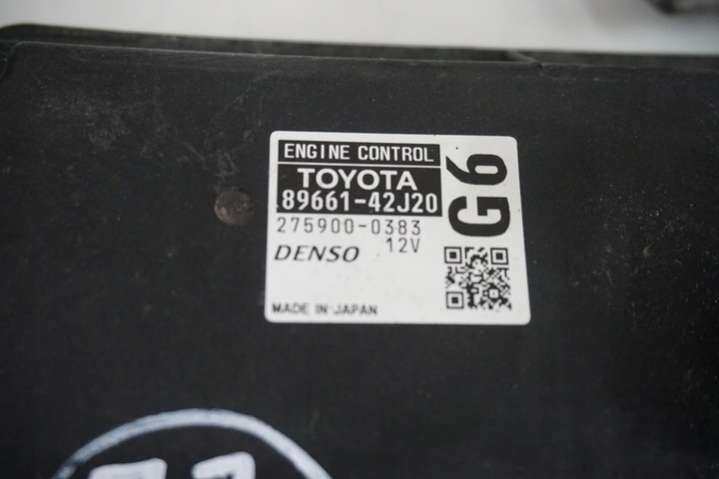 ENGINE CONTROL
TOYOTA
89661-42J20
275900-0383
12V
DENSO
MADE IN JAPAN
G6